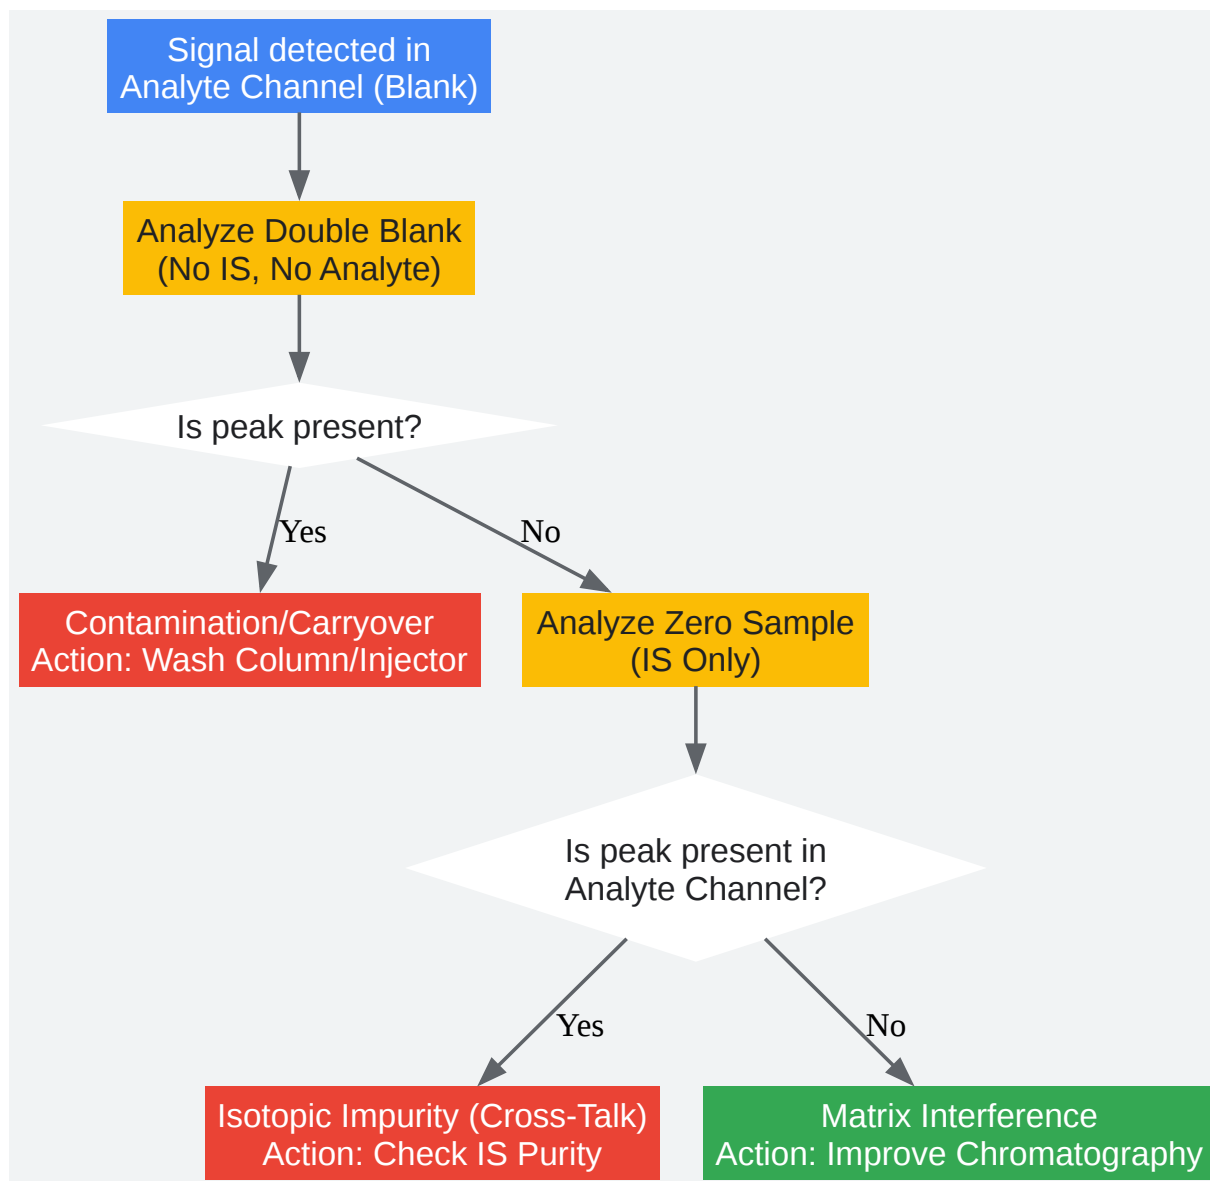 Signal detected in
Analyte Channel (Blank)
Analyze Double Blank
(No IS, No Analyte)
Is peak present?
Yes
No
Contamination/Carryover
Action: Wash Column/Injector
Analyze Zero Sample
(IS Only)
Is peak present in
Analyte Channel?
Yes
No
Isotopic Impurity (Cross-Talk)
Action: Check IS Purity
Matrix Interference
Action: Improve Chromatography